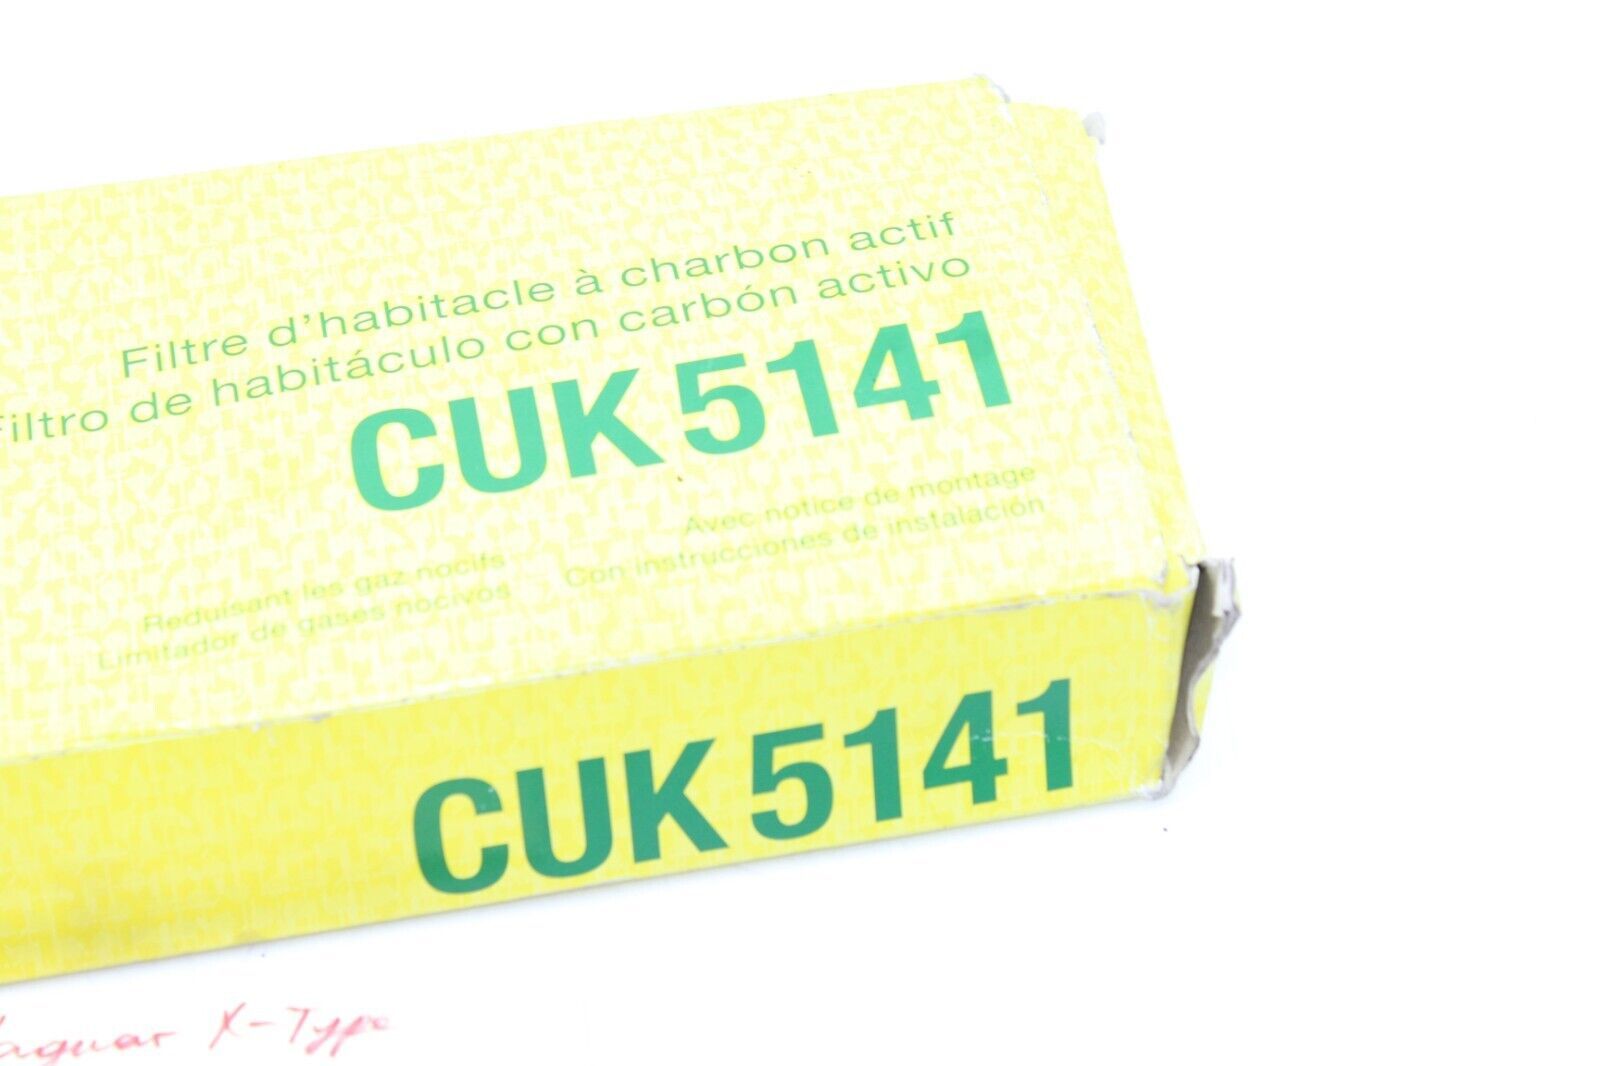 Filtre d'habitacle à charbon actif
Filtro de habitáculo con carbón activo
CUK 5141
Avec notice de montage
Con instrucciones de instalación
Reduisant les gaz nocifs
Limitador de gases nocivos
CUK 5141
Jaguar X-Type